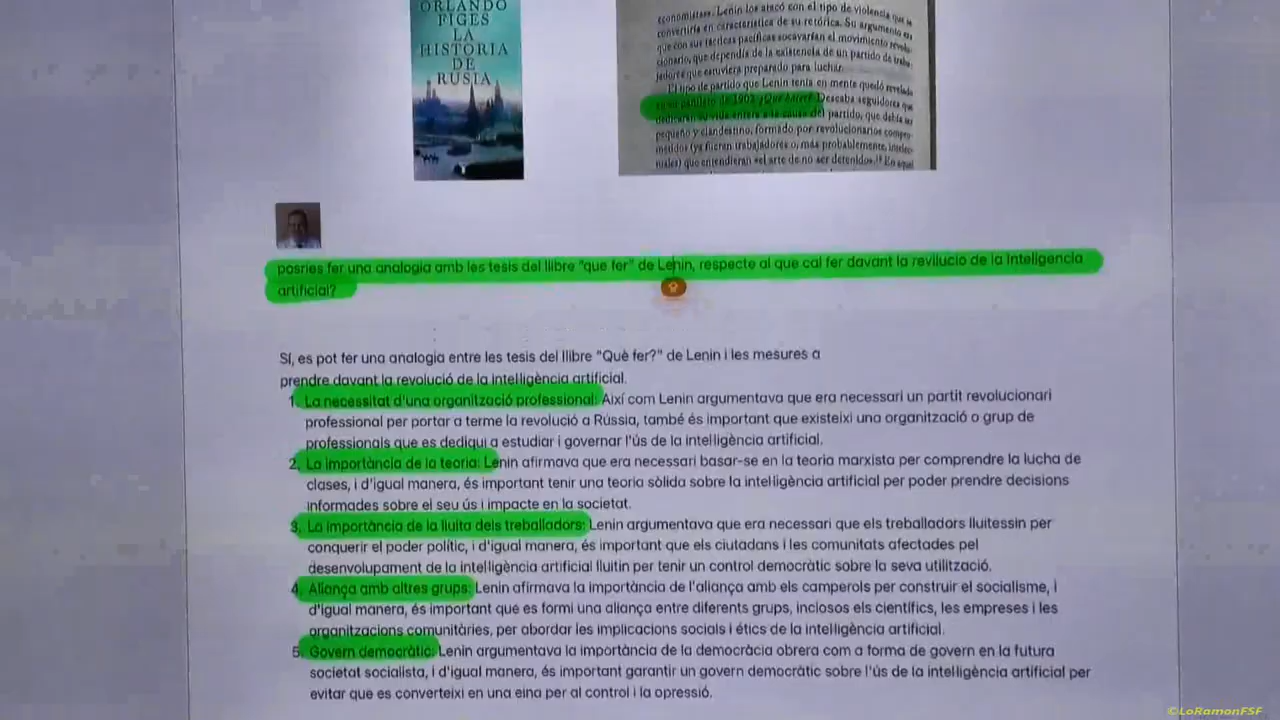 ORLANDO
FIGES
LA
HISTORIA
DE
RUSIA
economistas». Lenin los atacó con el tipo de violencia que se
convertiría en característica de su retórica. Su argumento era
que con sus tácticas pacíficas socavarían el movimiento revolu-
cionario, que dependía de la existencia de un partido de traba-
jadores que estuviera preparado para luchar.
El tipo de partido que Lenin tenía en mente quedó revelado
en su panfleto de 1902 ¿Qué hacer? Deseaba seguidores que
dedicaran su vida entera a la causa del partido, que debía ser
pequeño y clandestino, formado por revolucionarios compro-
metidos (ya fueran trabajadores o, más probablemente, intelec-
tuales) que entendieran «el arte de no ser detenidos».¹⁸ En aquel
posries fer una analogia amb les tesis del llibre "que fer" de Lenin, respecte al que cal fer davant la revilucio de la Inteligencia
artificial?
Sí, es pot fer una analogia entre les tesis del llibre "Què fer?" de Lenin i les mesures a
prendre davant la revolució de la intel·ligència artificial.
1. La necessitat d'una organització professional: Així com Lenin argumentava que era necessari un partit revolucionari
professional per portar a terme la revolució a Rússia, també és important que existeixi una organització o grup de
professionals que es dediqui a estudiar i governar l'ús de la intel·ligència artificial.
2. La importància de la teoria: Lenin afirmava que era necessari basar-se en la teoria marxista per comprendre la lucha de
clases, i d'igual manera, és important tenir una teoria sòlida sobre la intel·ligència artificial per poder prendre decisions
informades sobre el seu ús i impacte en la societat.
3. La importància de la lluita dels treballadors: Lenin argumentava que era necessari que els treballadors lluitessin per
conquerir el poder polític, i d'igual manera, és important que els ciutadans i les comunitats afectades pel
desenvolupament de la intel·ligència artificial lluitin per tenir un control democràtic sobre la seva utilització.
4. Aliança amb altres grups: Lenin afirmava la importància de l'aliança amb els camperols per construir el socialisme, i
d'igual manera, és important que es formi una aliança entre diferents grups, inclosos els científics, les empreses i les
organitzacions comunitàries, per abordar les implicacions socials i ètics de la intel·ligència artificial.
5. Govern democràtic: Lenin argumentava la importància de la democràcia obrera com a forma de govern en la futura
societat socialista, i d'igual manera, és important garantir un govern democràtic sobre l'ús de la intel·ligència artificial per
evitar que es converteixi en una eina per al control i la opressió.
©LoRamonFSF